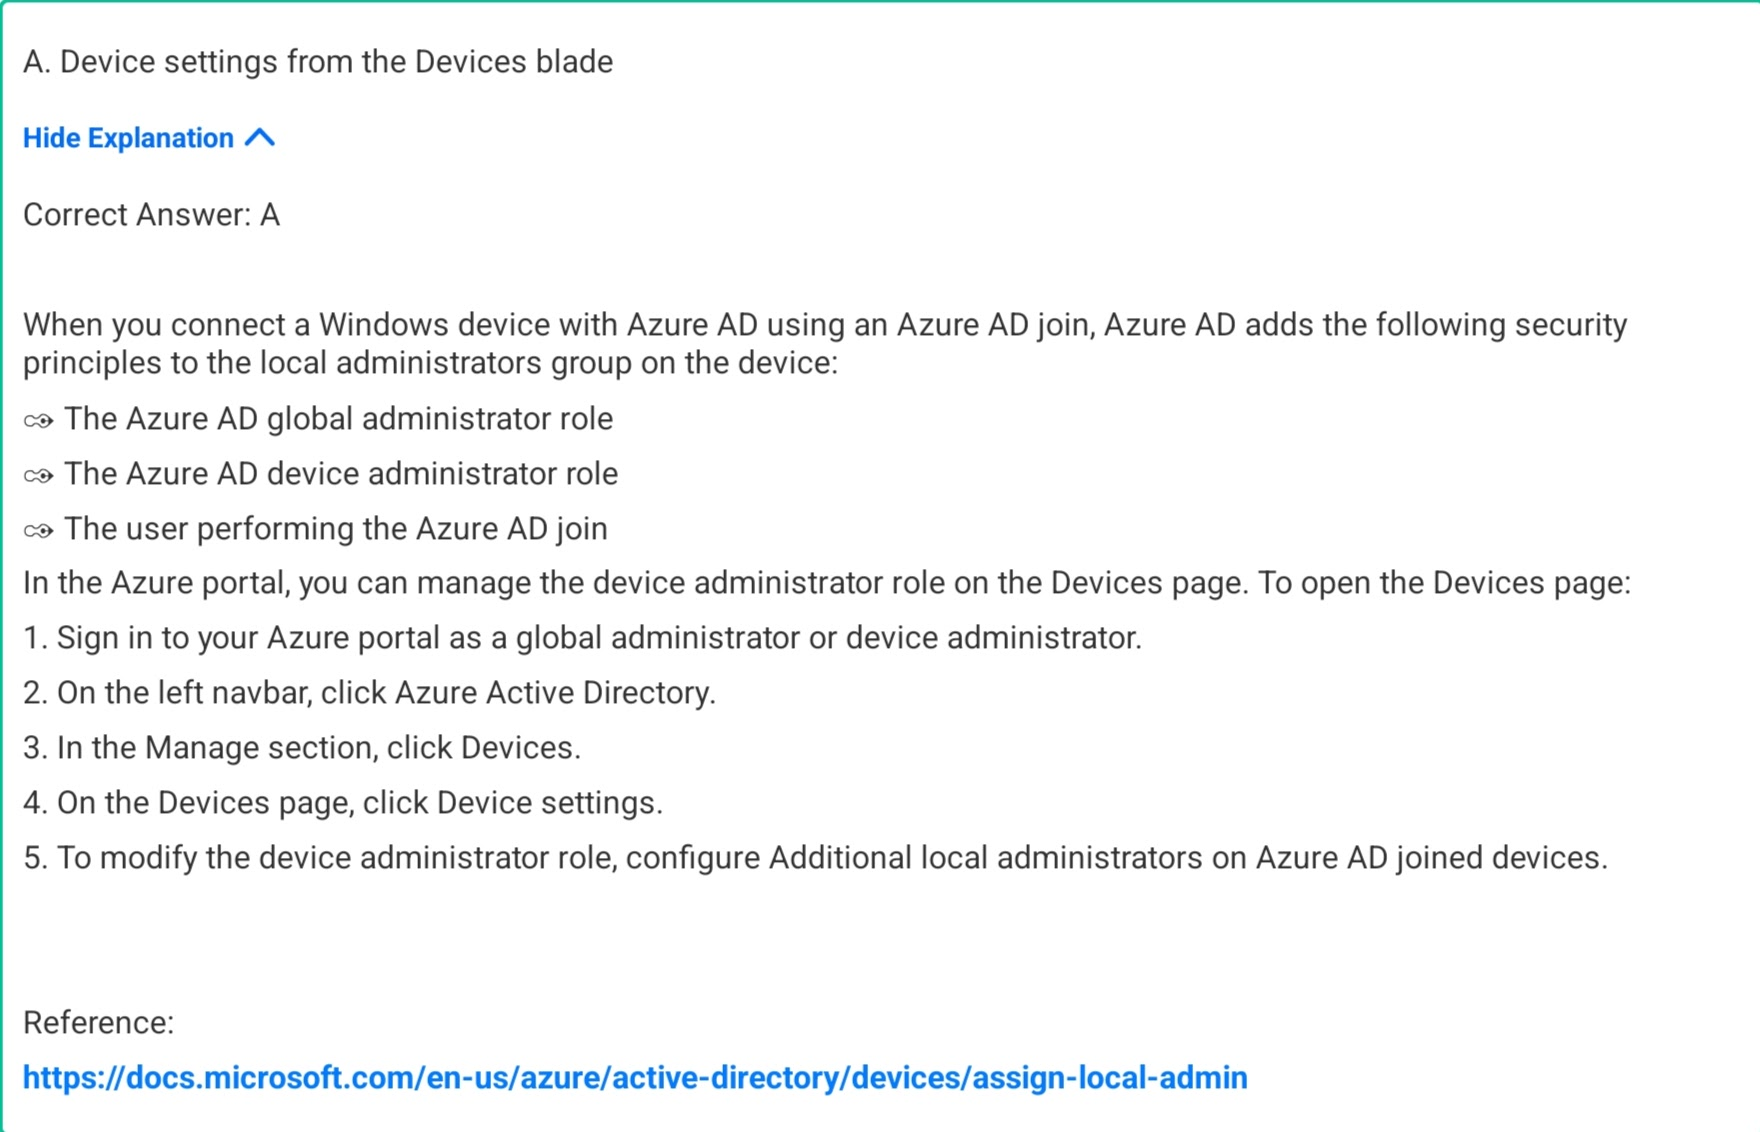 A. Device settings from the Devices blade
Hide Explanation
Correct Answer: A
When you connect a Windows device with Azure AD using an Azure AD join, Azure AD adds the following security
principles to the local administrators group on the device:
The Azure AD global administrator role
The Azure AD device administrator role
The user performing the Azure AD join
In the Azure portal, you can manage the device administrator role on the Devices page. To open the Devices page:
1. Sign in to your Azure portal as a global administrator or device administrator.
2. On the left navbar, click Azure Active Directory.
3. In the Manage section, click Devices.
4. On the Devices page, click Device settings.
5. To modify the device administrator role, configure Additional local administrators on Azure AD joined devices.
Reference:
https://docs.microsoft.com/en-us/azure/active-directory/devices/assign-local-admin